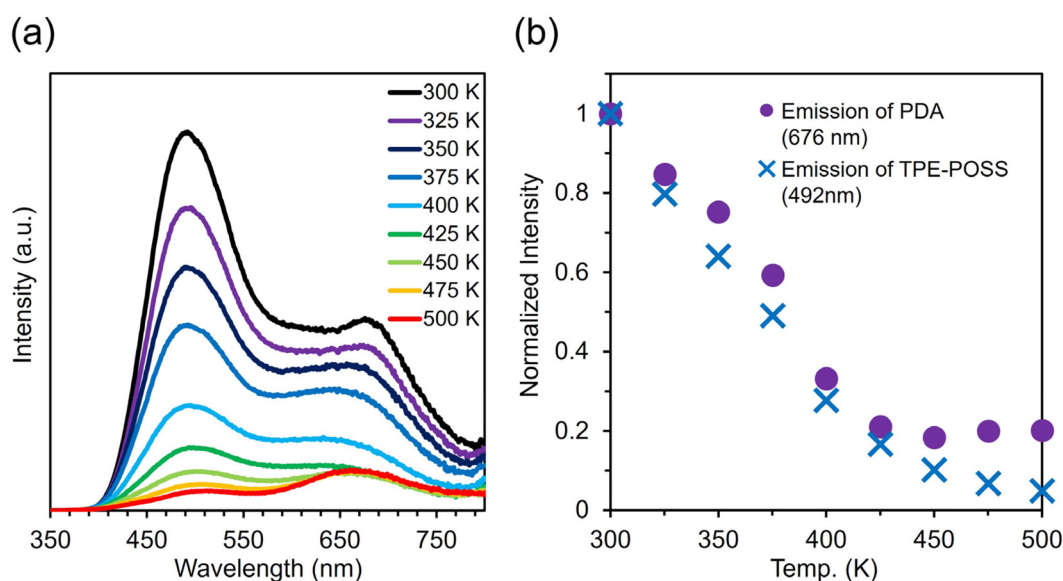 (a)
Intensity (a.u.)
300 K
325 K
350 K
375 K
400 K
425 K
450 K
475 K
500 K
350 450 550 650 750
Wavelength (nm)
(b)
Normalized Intensity
1
0.8
0.6
0.4
0.2
0
Emission of PDA
(676 nm)
Emission of TPE-POSS
(492nm)
300 350 400 450 500
Temp. (K)